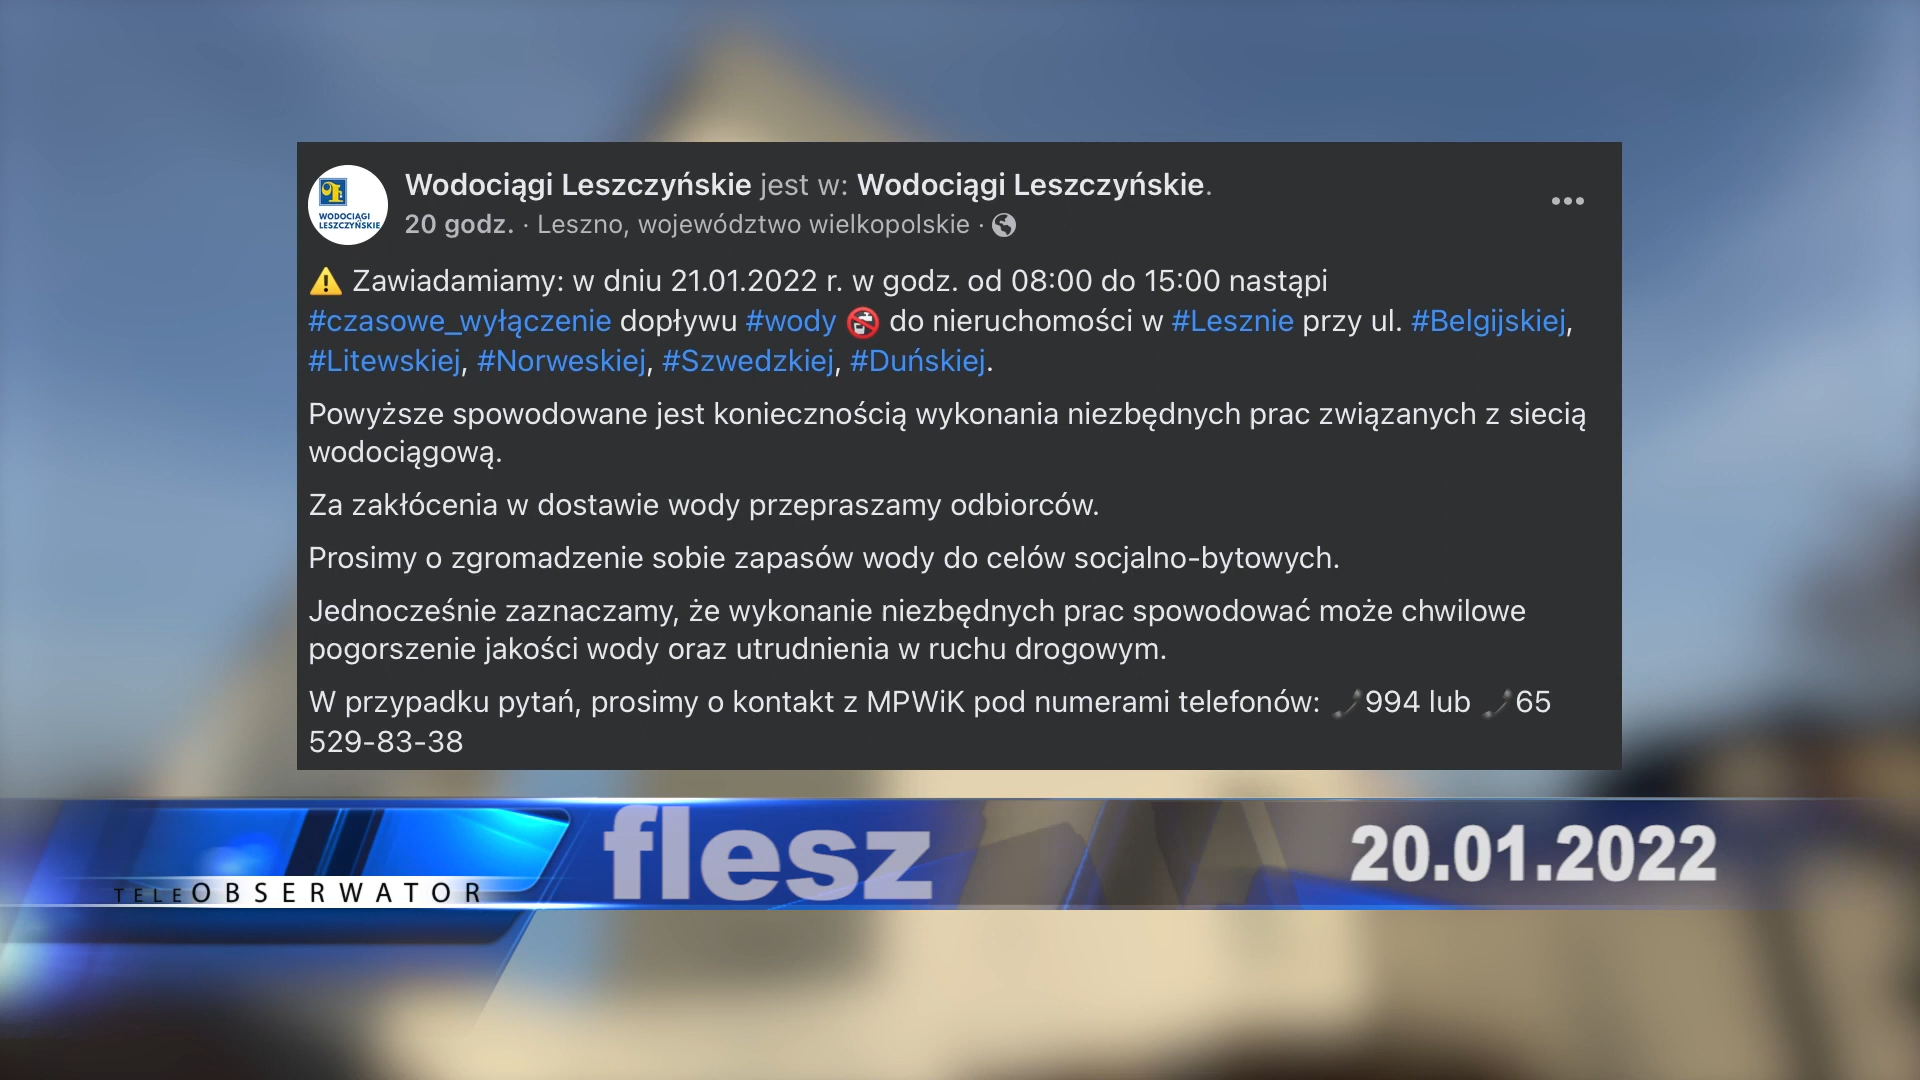 Wodociągi Leszczyńskie jest w: Wodociągi Leszczyńskie.
20 godz. · Leszno, województwo wielkopolskie ·
WODOCIĄGI
LESZCZYŃSKIE
⚠️ Zawiadamiamy: w dniu 21.01.2022 r. w godz. od 08:00 do 15:00 nastąpi
#czasowe_wyłączenie dopływu #wody 🚱 do nieruchomości w #Lesznie przy ul. #Belgijskiej,
#Litewskiej, #Norweskiej, #Szwedzkiej, #Duńskiej.
Powyższe spowodowane jest koniecznością wykonania niezbędnych prac związanych z siecią
wodociągową.
Za zakłócenia w dostawie wody przepraszamy odbiorców.
Prosimy o zgromadzenie sobie zapasów wody do celów socjalno-bytowych.
Jednocześnie zaznaczamy, że wykonanie niezbędnych prac spowodować może chwilowe
pogorszenie jakości wody oraz utrudnienia w ruchu drogowym.
W przypadku pytań, prosimy o kontakt z MPWiK pod numerami telefonów: 994 lub 65
529-83-38
TELEOBSERWATOR
flesz
20.01.2022